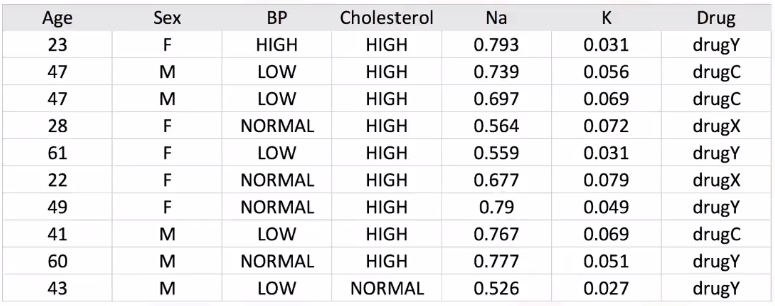 Age Sex BP Cholesterol Na K Drug
23 F HIGH HIGH 0.793 0.031 drugY
47 M LOW HIGH 0.739 0.056 drugC
47 M LOW HIGH 0.697 0.069 drugC
28 F NORMAL HIGH 0.564 0.072 drugX
61 F LOW HIGH 0.559 0.031 drugY
22 F NORMAL HIGH 0.677 0.079 drugX
49 F NORMAL HIGH 0.79 0.049 drugY
41 M LOW HIGH 0.767 0.069 drugC
60 M NORMAL HIGH 0.777 0.051 drugY
43 M LOW NORMAL 0.526 0.027 drugY